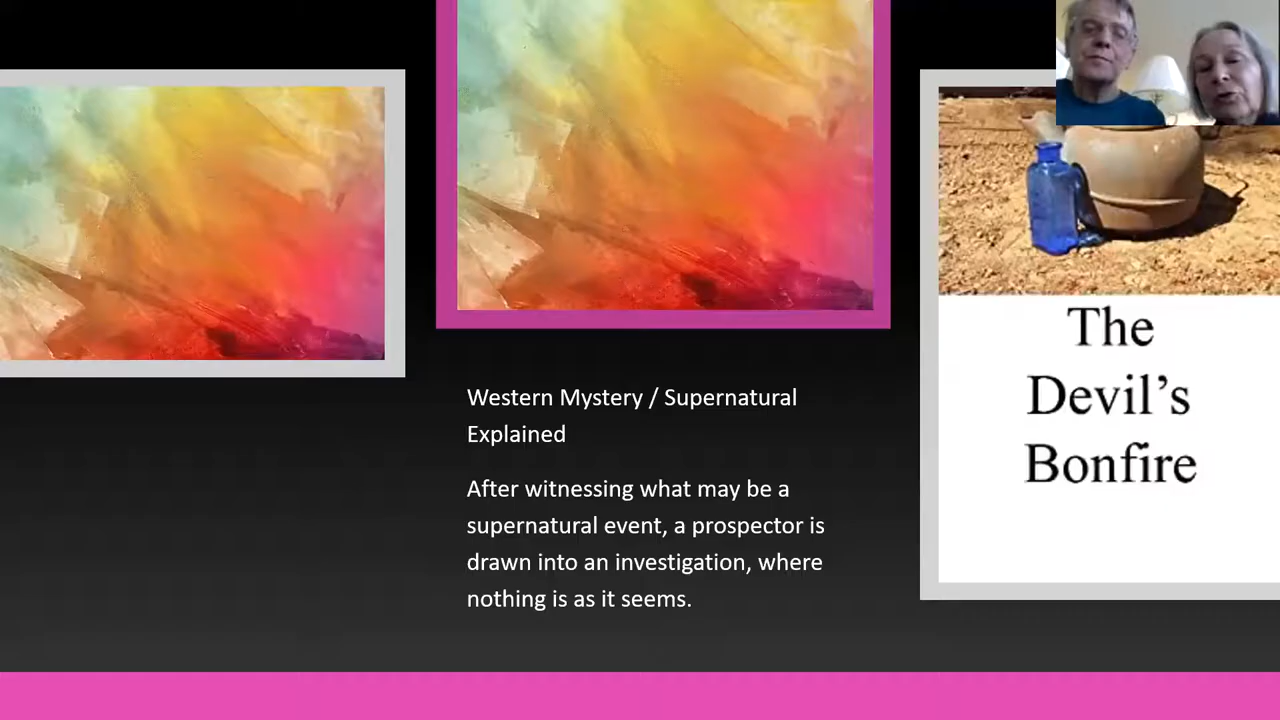 Western Mystery / Supernatural
Explained
After witnessing what may be a
supernatural event, a prospector is
drawn into an investigation, where
nothing is as it seems.
The
Devil’s
Bonfire